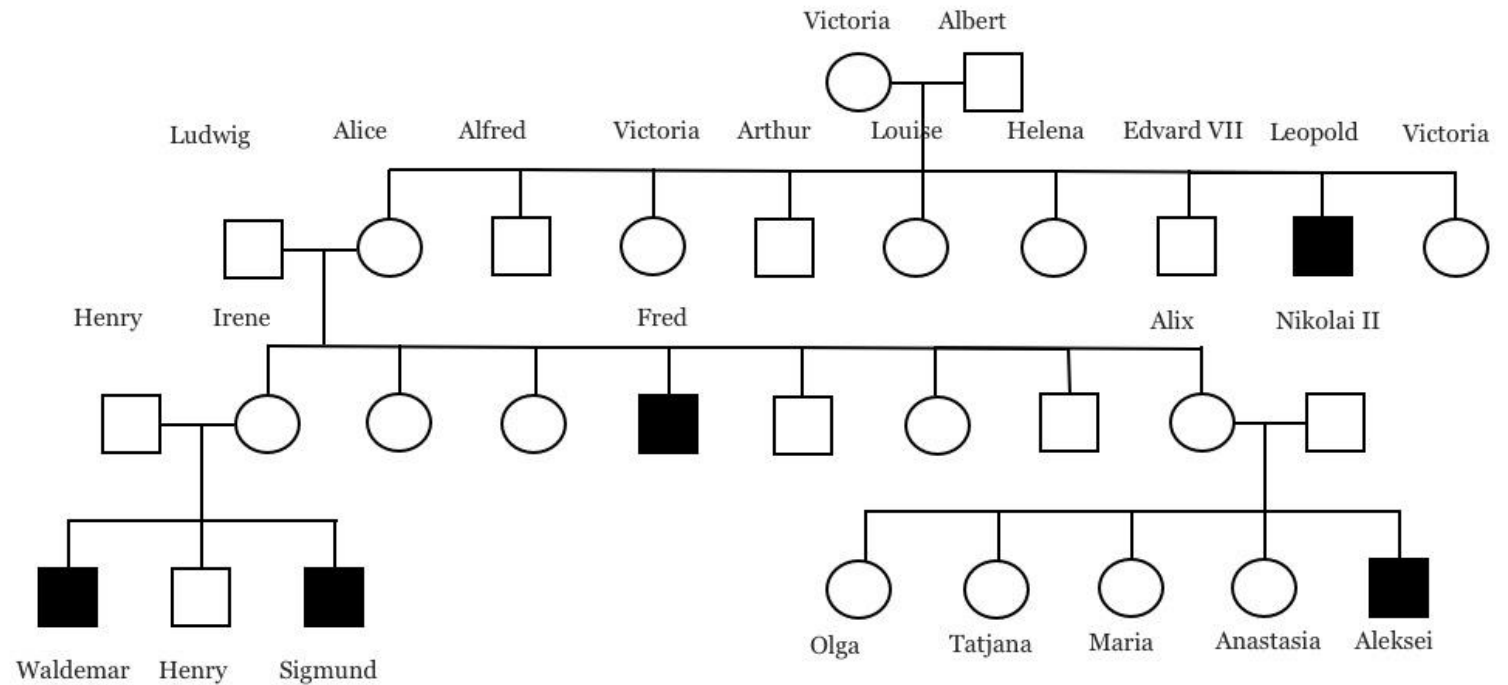 Victoria Albert
Ludwig Alice Alfred Victoria Arthur Louise Helena Edvard VII Leopold Victoria
Henry Irene Fred Alix Nikolai II
Olga Tatjana Maria Anastasia Aleksei
Waldemar Henry Sigmund